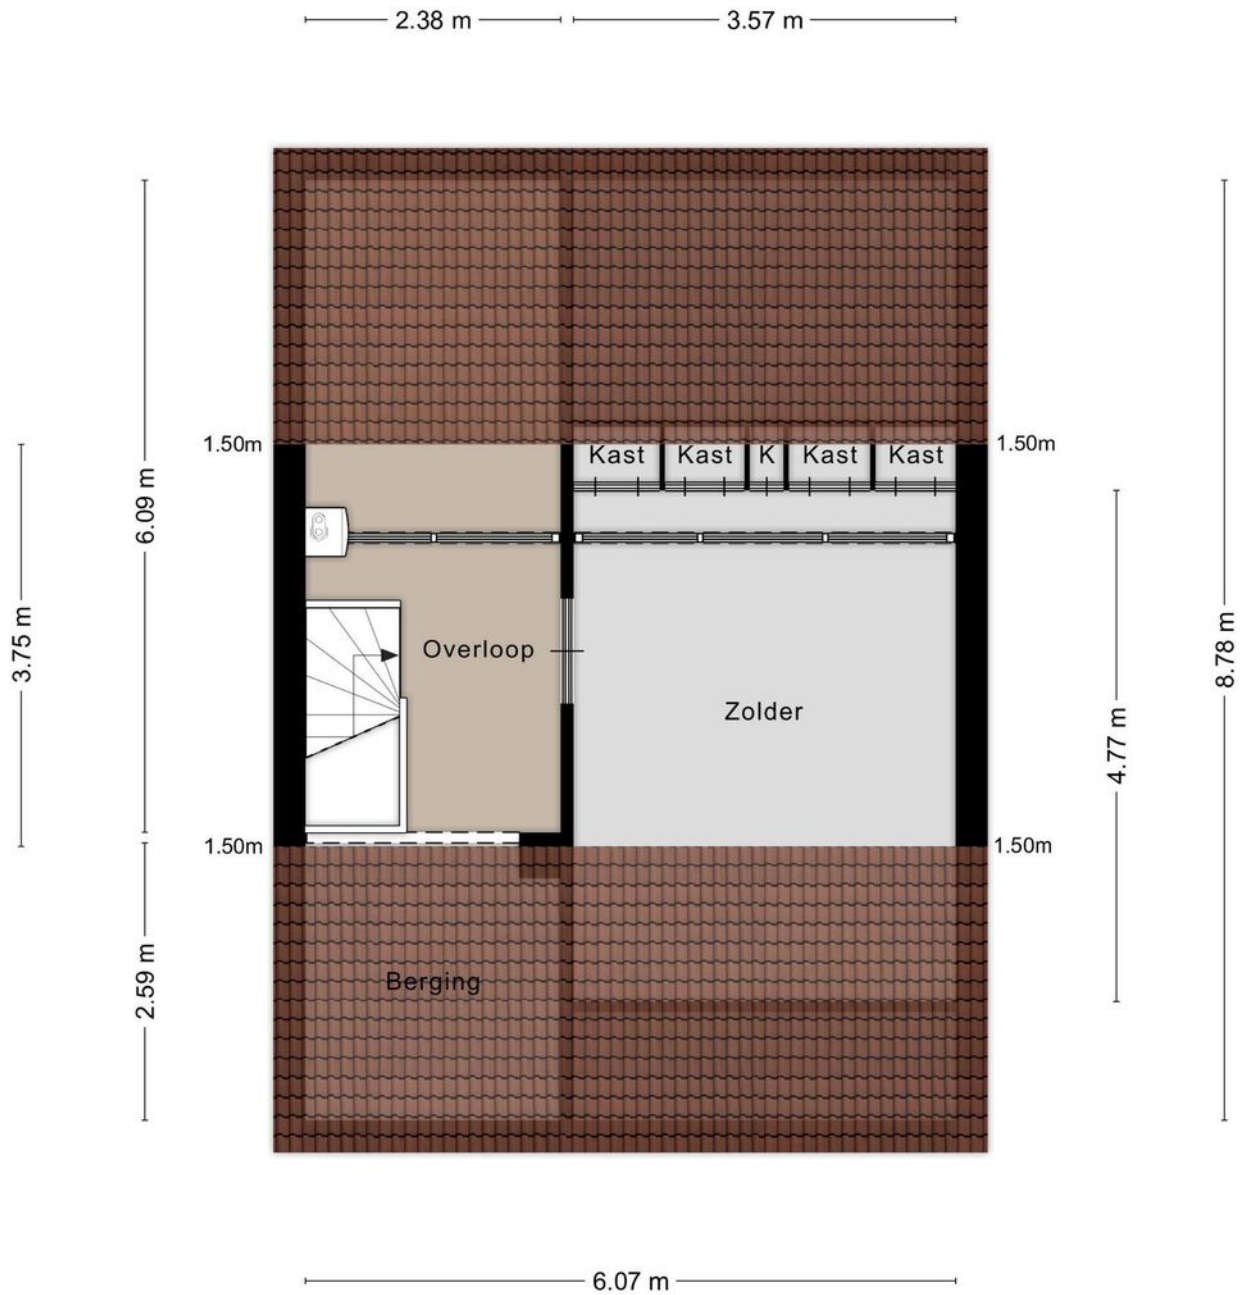 2.38 m
3.57 m
1.50m
1.50m
Kast
Kast
K
Kast
Kast
6.09 m
3.75 m
Overloop
Zolder
8.78 m
4.77 m
1.50m
1.50m
2.59 m
Berging
6.07 m